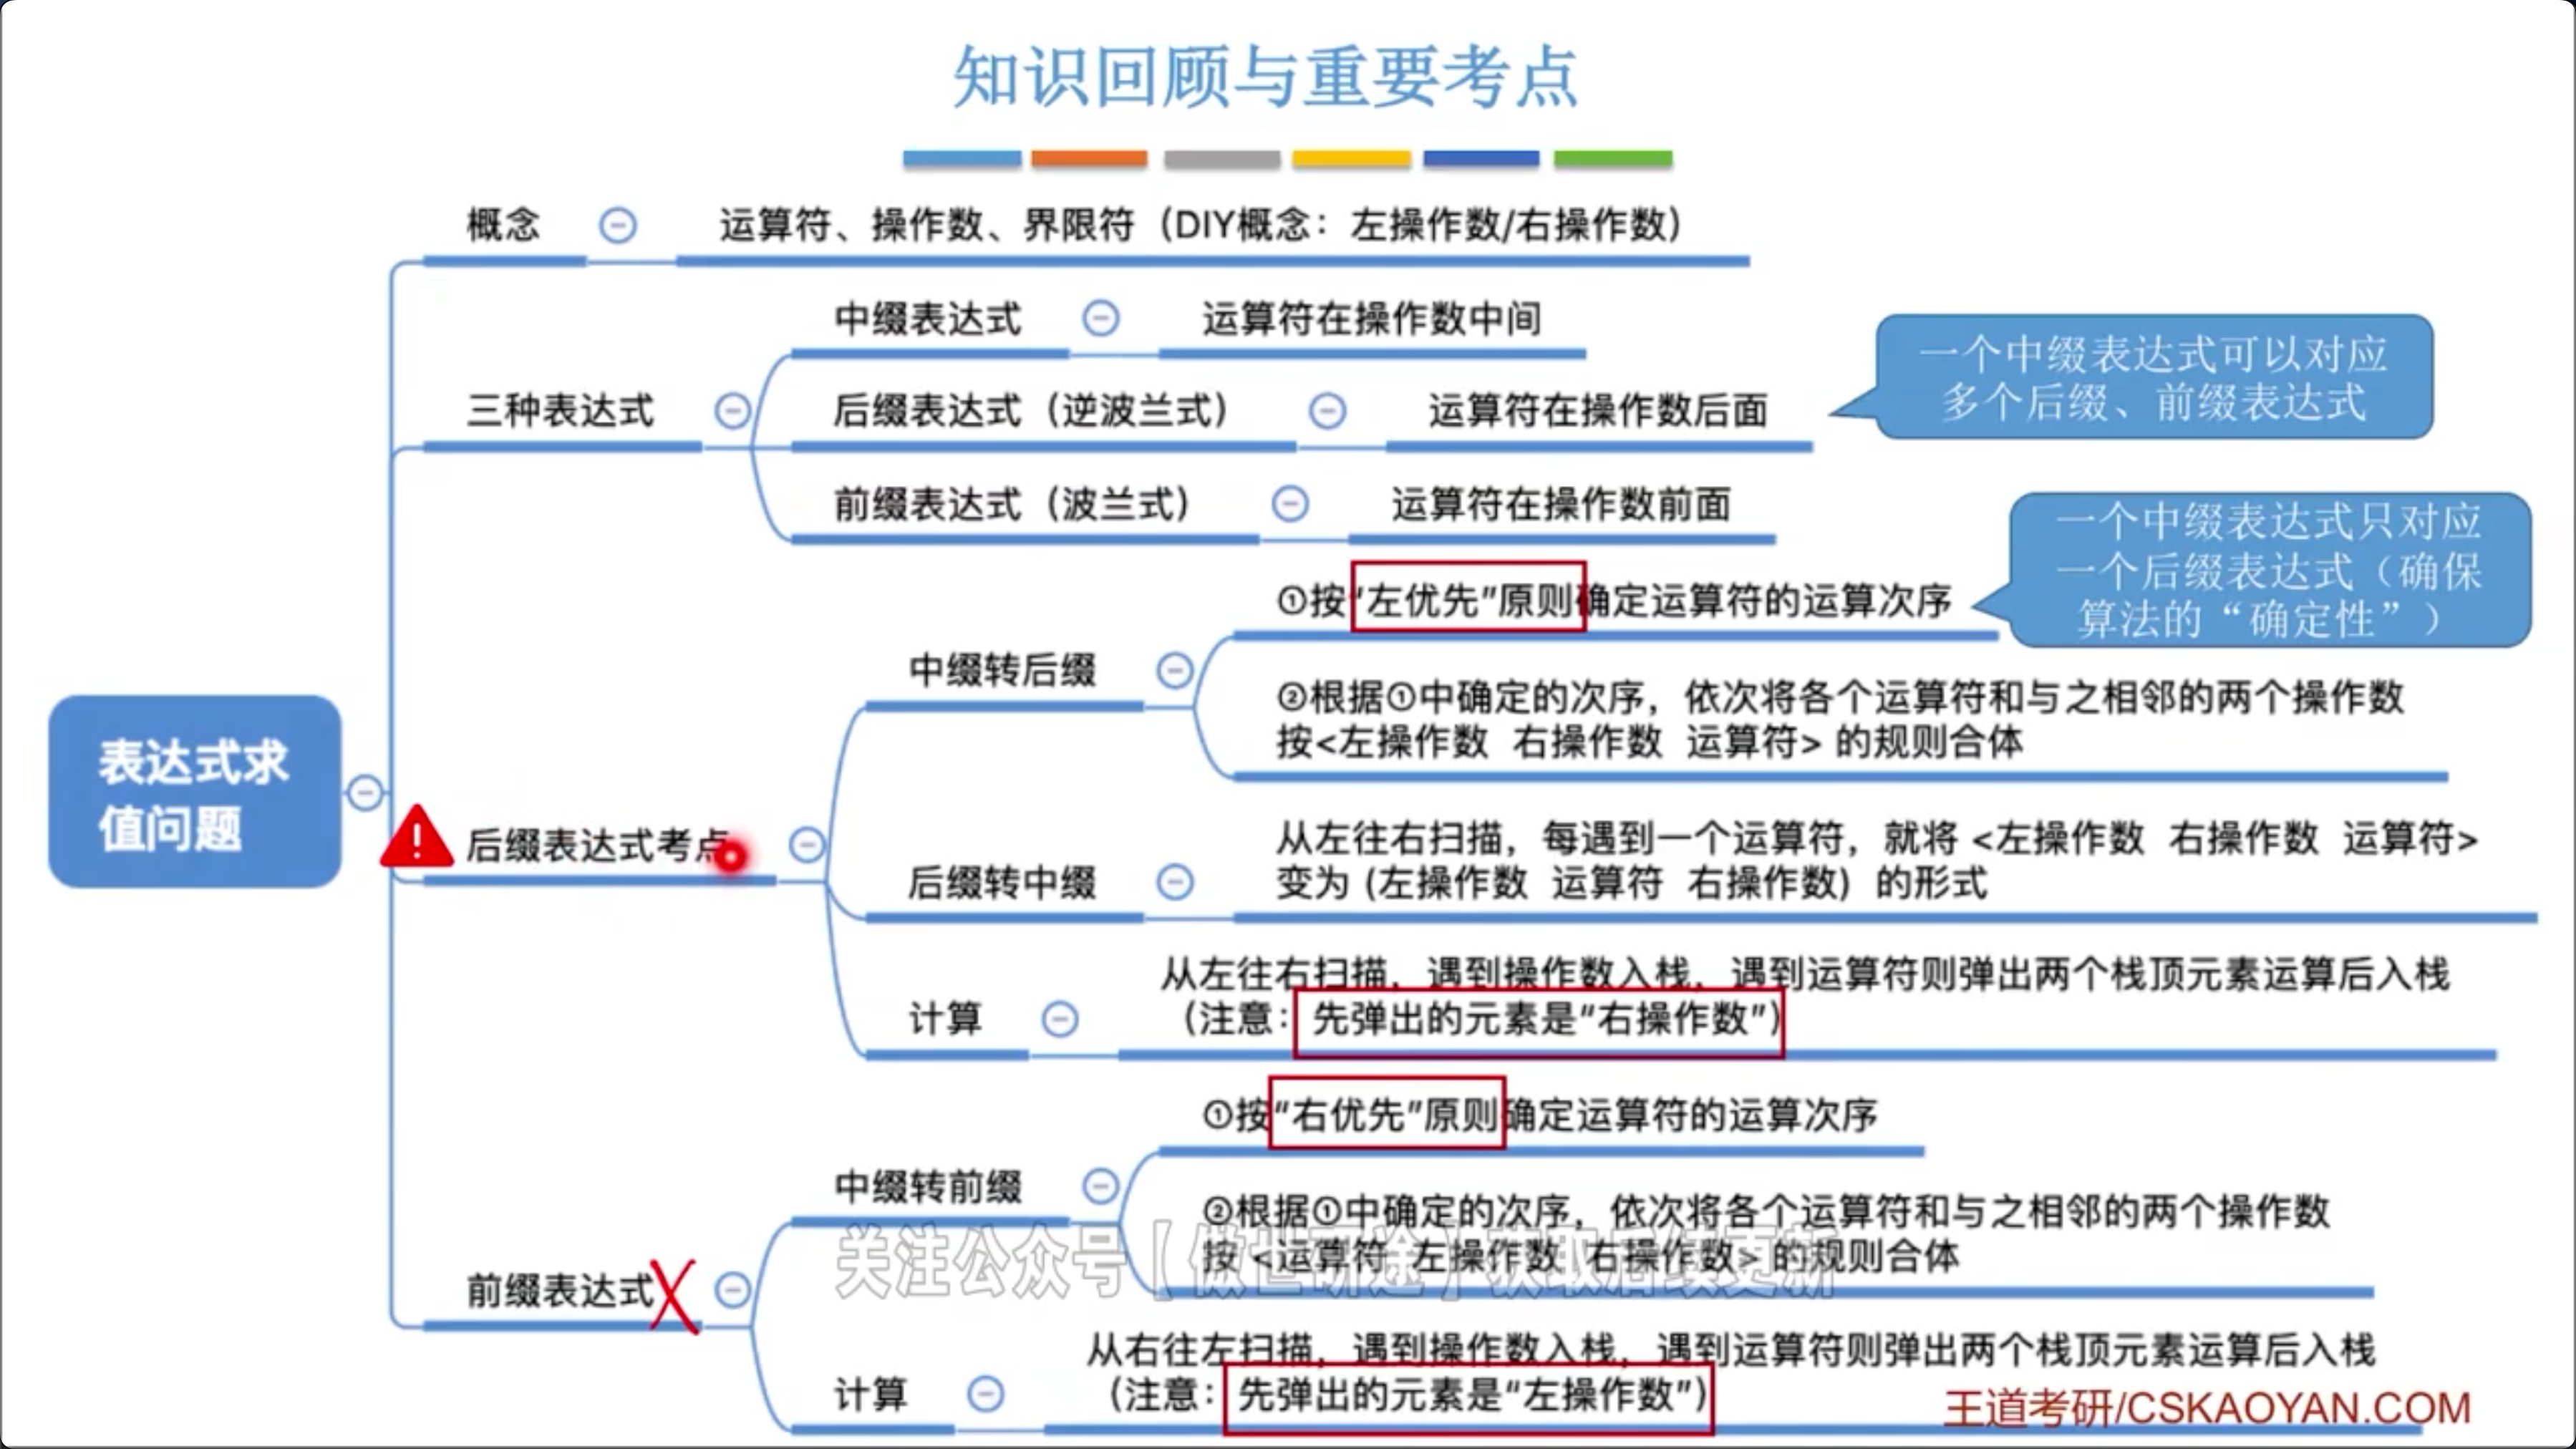 知识回顾与重要考点
概念
运算符、操作数、界限符（DIY概念：左操作数/右操作数）
三种表达式
中缀表达式
运算符在操作数中间
后缀表达式（逆波兰式）
运算符在操作数后面
前缀表达式（波兰式）
运算符在操作数前面
一个中缀表达式可以对应
多个后缀、前缀表达式
表达式求
值问题
后缀表达式考点
中缀转后缀
①按“左优先”原则确定运算符的运算次序
一个中缀表达式只对应
一个后缀表达式（确保
算法的“确定性”）
②根据①中确定的次序，依次将各个运算符和与之相邻的两个操作数
按<左操作数 右操作数 运算符> 的规则合体
后缀转中缀
从左往右扫描，每遇到一个运算符，就将 <左操作数 右操作数 运算符>
变为 (左操作数 运算符 右操作数) 的形式
计算
从左往右扫描，遇到操作数入栈，遇到运算符则弹出两个栈顶元素运算后入栈
（注意：先弹出的元素是“右操作数”）
前缀表达式
中缀转前缀
①按“右优先”原则确定运算符的运算次序
②根据①中确定的次序，依次将各个运算符和与之相邻的两个操作数
按 <运算符 左操作数 右操作数> 的规则合体
关注公众号【傲世研途】获取后续更新
计算
从右往左扫描，遇到操作数入栈，遇到运算符则弹出两个栈顶元素运算后入栈
（注意：先弹出的元素是“左操作数”）
王道考研/CSKAOYAN.COM